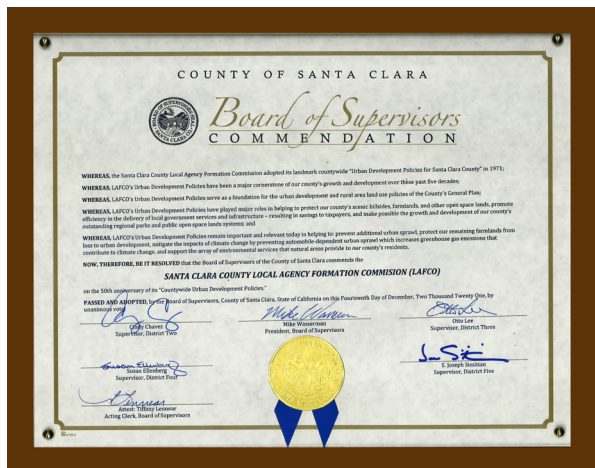 COUNTY OF SANTA CLARA
Board of Supervisors
COMMENDATION
WHEREAS, the Santa Clara County Local Agency Formation Commission adopted its landmark countywide "Urban Development Policies for Santa Clara County" in 1971;
WHEREAS, LAFCO's Urban Development Policies have been a major cornerstone of our county's growth and development over these past five decades;
WHEREAS, LAFCO's Urban Development Policies serve as a foundation for the urban development and rural area land use policies of the County's General Plan;
WHEREAS, LAFCO's Urban Development Policies have played major roles in helping to protect our county's scenic hillsides, farmlands, and other open space lands, promote
efficiency in the delivery of local government services and infrastructure – resulting in savings to taxpayers, and make possible the growth and development of our county's
outstanding regional parks and public open space lands systems; and
WHEREAS, LAFCO's Urban Development Policies remain important and relevant today in helping to: prevent additional urban sprawl, protect our remaining farmlands from
loss to urban development, mitigate the impacts of climate change by preventing automobile-dependent urban sprawl which increases greenhouse gas emissions that
contribute to climate change, and support the array of environmental services that natural areas provide to our county's residents.
NOW, THEREFORE, BE IT RESOLVED that the Board of Supervisors of the County of Santa Clara commends the
SANTA CLARA COUNTY LOCAL AGENCY FORMATION COMMISION (LAFCO)
on the 50th anniversary of its "Countywide Urban Development Policies."
PASSED AND ADOPTED, by the Board of Supervisors, County of Santa Clara, State of California on this Fourteenth Day of December, Two Thousand Twenty One, by
unanimous vote.
Cindy Chavez
Supervisor, District Two
Mike Wasserman
Mike Wasserman
President, Board of Supervisors
Otto Lee
Otto Lee
Supervisor, District Three
Susan Ellenberg
Susan Ellenberg
Supervisor, District Four
S. Joseph Simitian
Supervisor, District Five
Attest: Tiffany Lennear
Acting Clerk, Board of Supervisors